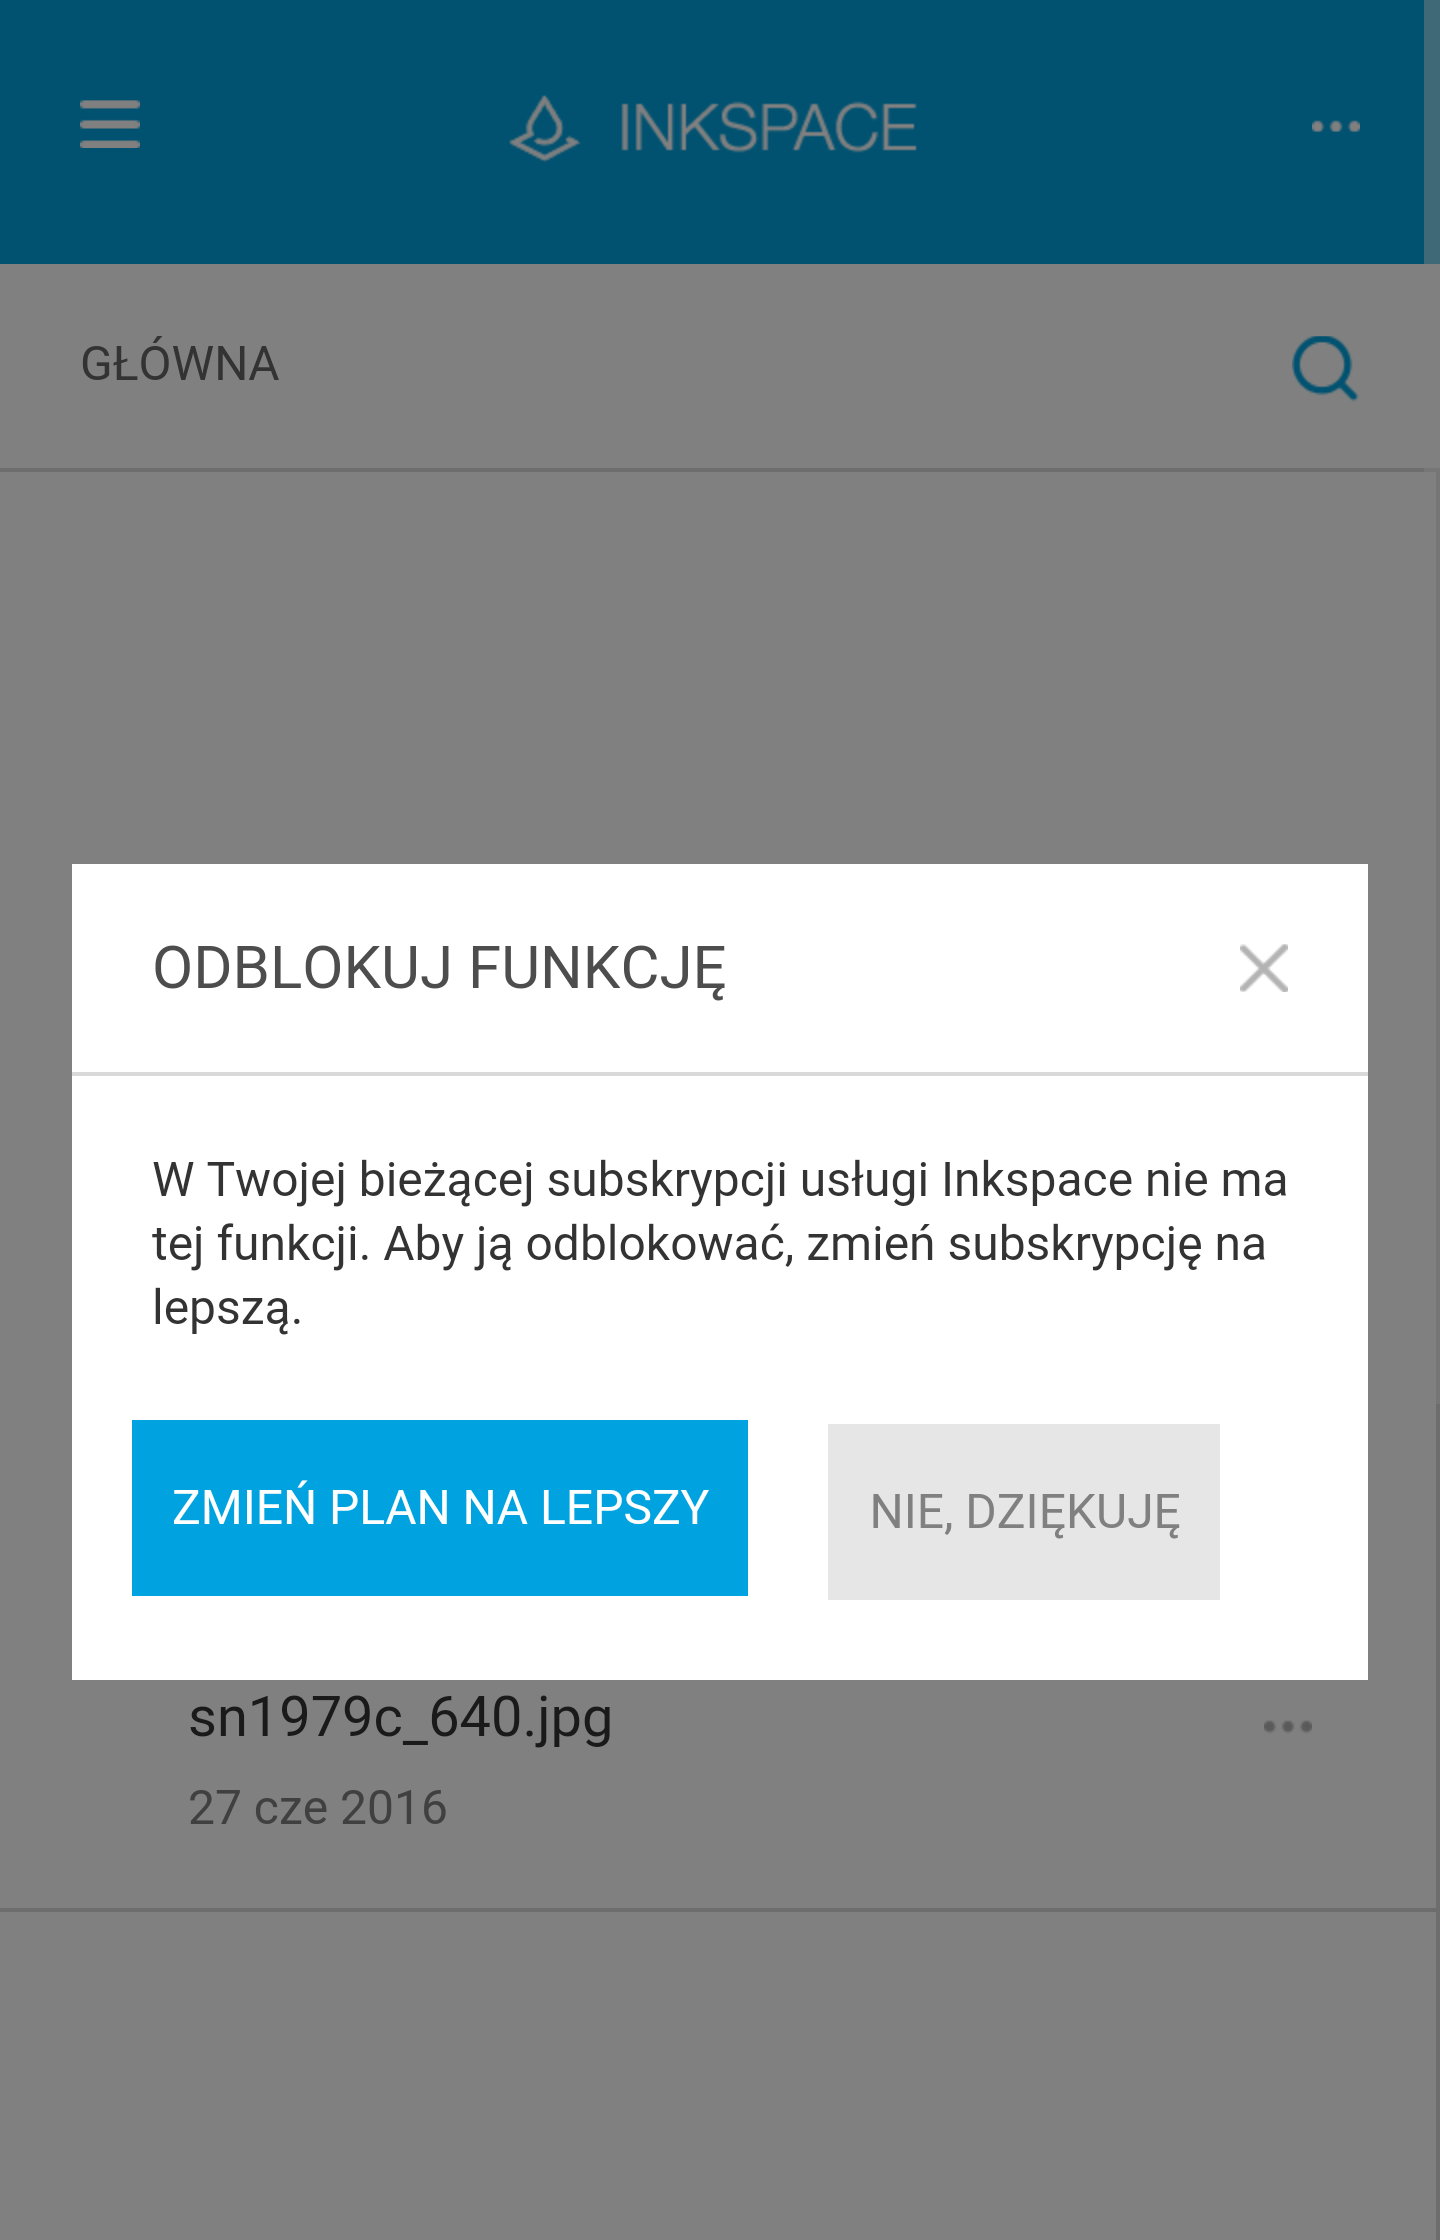 INKSPACE
GŁÓWNA
ODBLOKUJ FUNKCJĘ
W Twojej bieżącej subskrypcji usługi Inkspace nie ma
tej funkcji. Aby ją odblokować, zmień subskrypcję na
lepszą.
ZMIEŃ PLAN NA LEPSZY
NIE, DZIĘKUJĘ
sn1979c_640.jpg
27 cze 2016